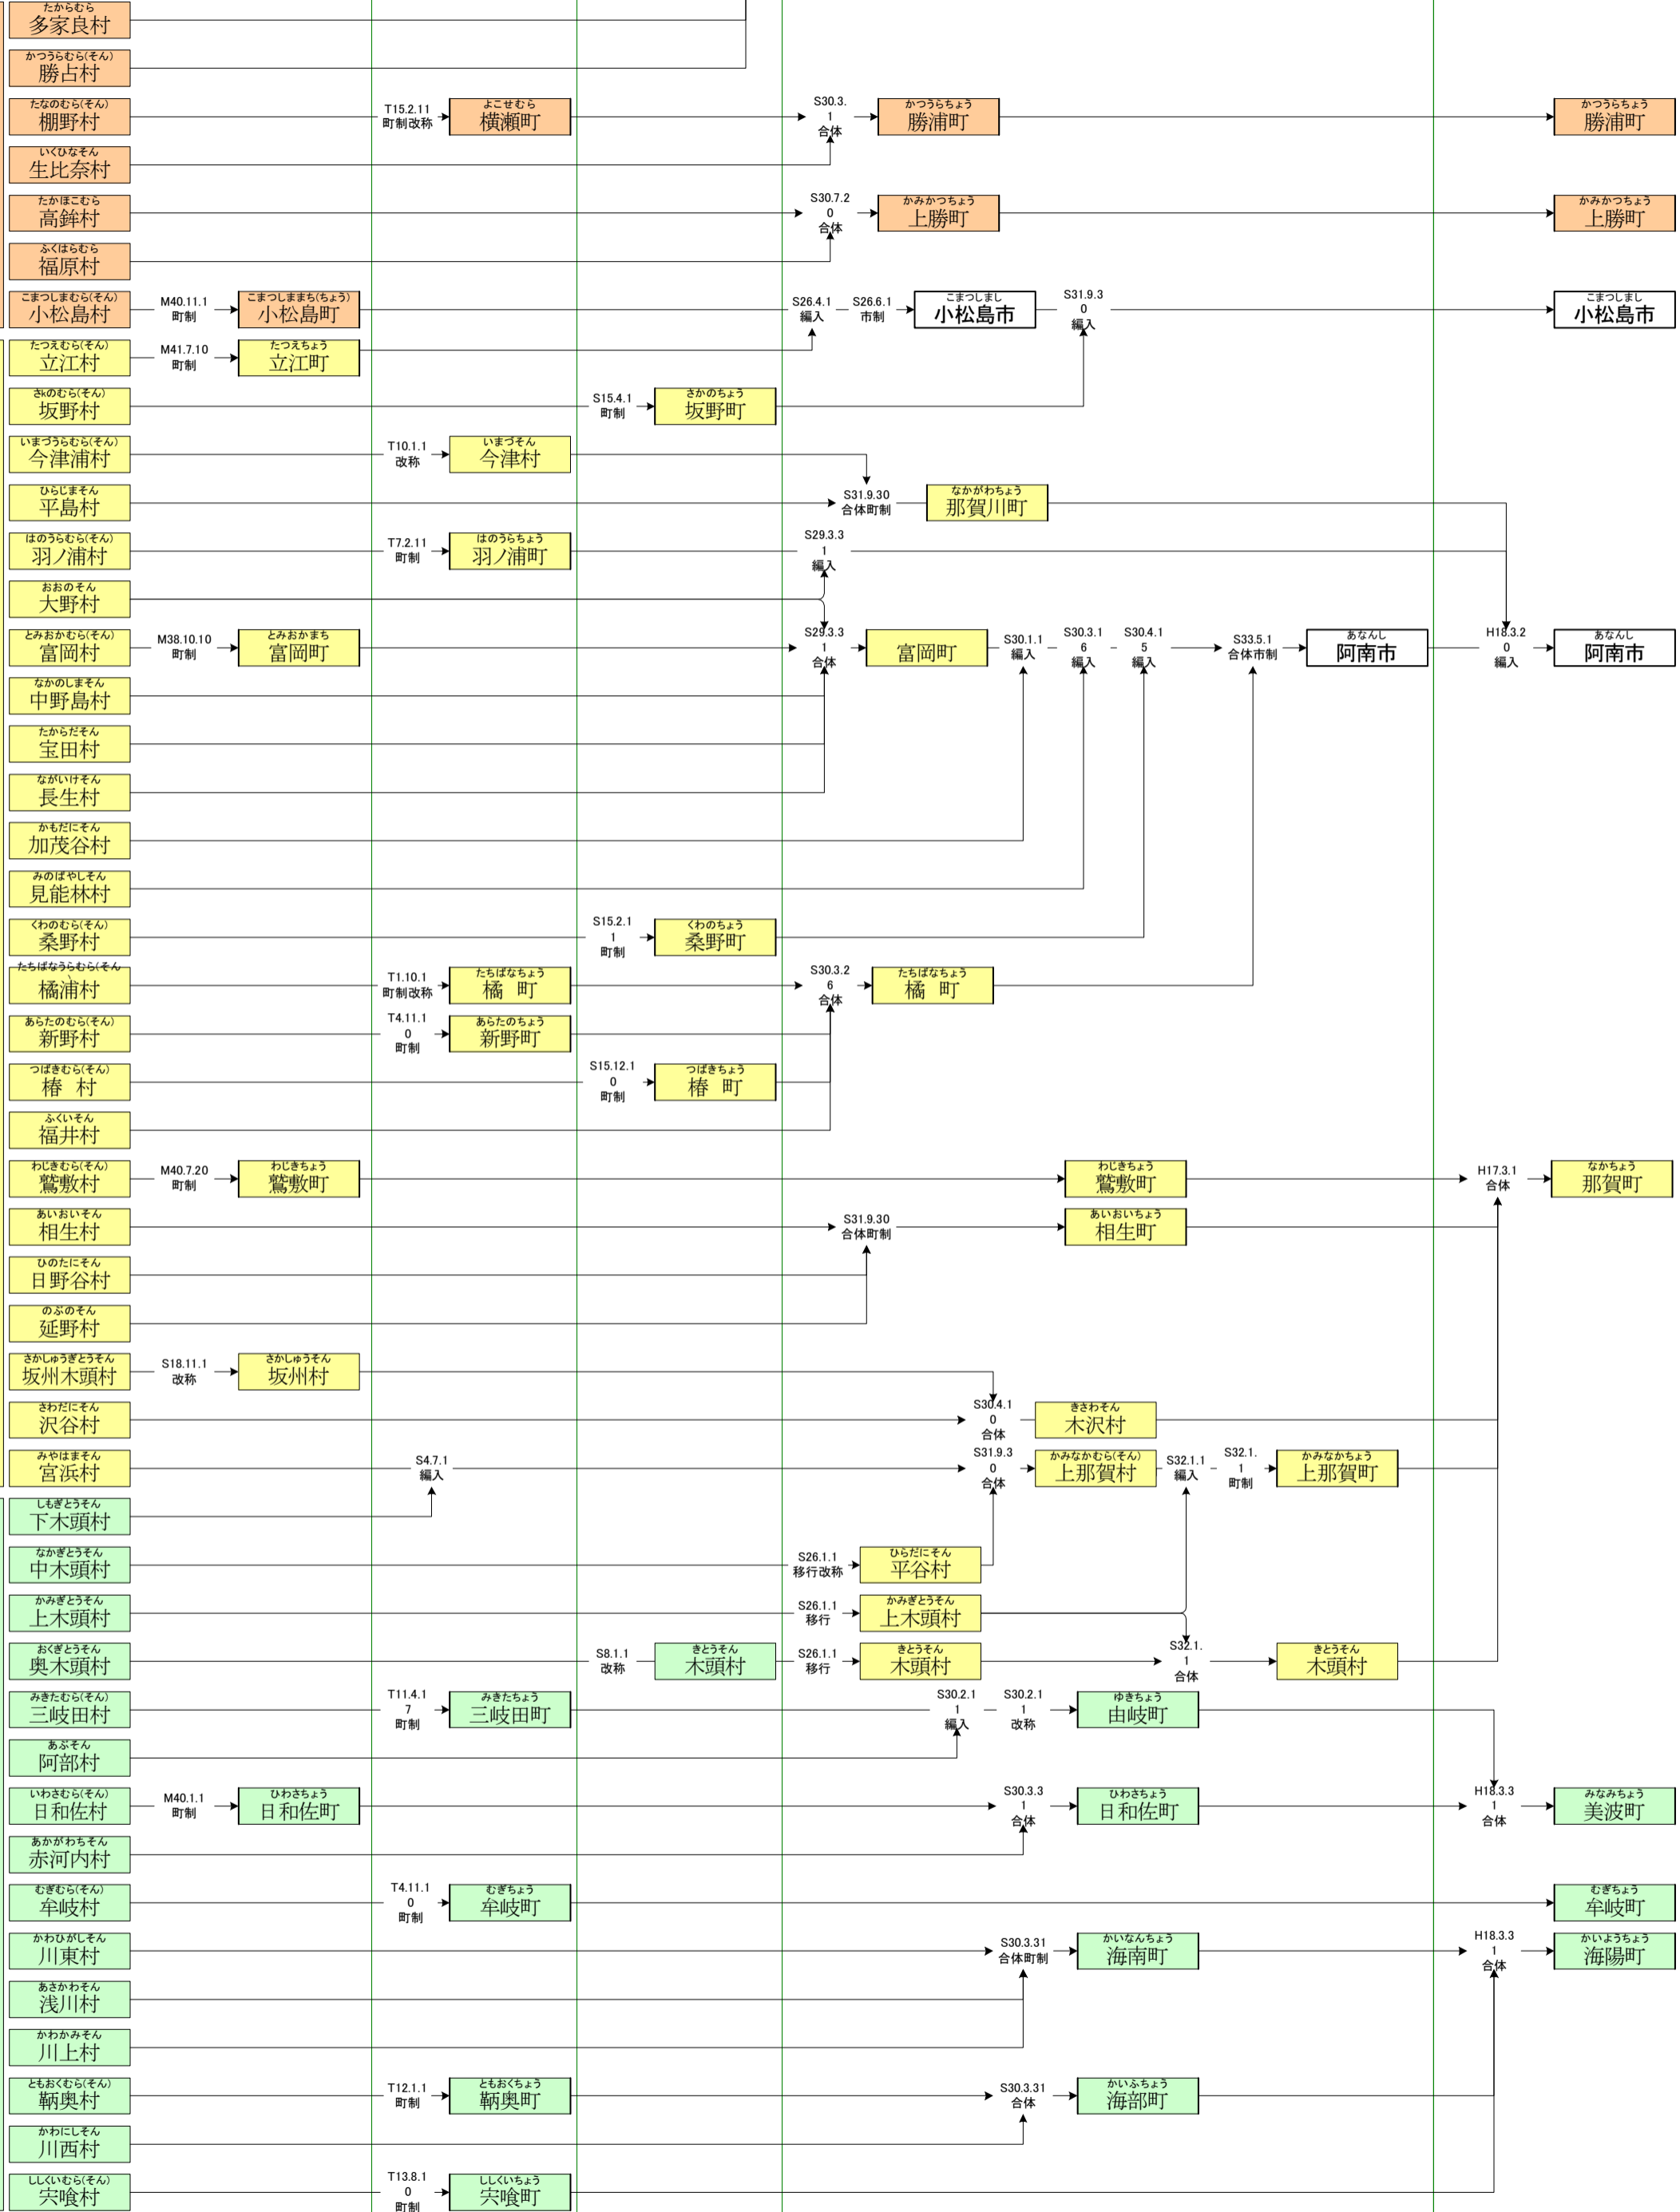 たからむら
多家良村
かつうらむら(そん)
勝占村
たなのむら(そん)
棚野村
T15.2.11
町制改称
よこせむら
横瀬町
S30.3.
1
合体
かつうらちょう
勝浦町
かつうらちょう
勝浦町
いくひなそん
生比奈村
たかほこむら
高鉾村
S30.7.2
0
合体
かみかつちょう
上勝町
かみかつちょう
上勝町
ふくはらむら
福原村
こまつしまむら(そん)
小松島村
M40.11.1
町制
こまつしままち(ちょう)
小松島町
S26.4.1
編入
S26.6.1
市制
こまつしまし
小松島市
S31.9.3
0
編入
こまつしまし
小松島市
たつえむら(そん)
立江村
M41.7.10
町制
たつえちょう
立江町
さkのむら(そん)
坂野村
S15.4.1
町制
さかのちょう
坂野町
いまづうらむら(そん)
今津浦村
T10.1.1
改称
いまづそん
今津村
ひらじまそん
平島村
S31.9.30
合体町制
なかがわちょう
那賀川町
はのうらむら(そん)
羽ノ浦村
T7.2.11
町制
はのうらちょう
羽ノ浦町
S29.3.3
1
編入
おおのそん
大野村
とみおかむら(そん)
富岡村
M38.10.10
町制
とみおかまち
富岡町
S29.3.3
1
合体
富岡町
S30.1.1
編入
S30.3.1
6
編入
S30.4.1
5
編入
S33.5.1
合体市制
あなんし
阿南市
H18.3.2
0
編入
あなんし
阿南市
なかのしまそん
中野島村
たからだそん
宝田村
ながいけそん
長生村
かもだにそん
加茂谷村
みのばやしそん
見能林村
くわのむら(そん)
桑野村
S15.2.1
1
町制
くわのちょう
桑野町
たちばなうらむら(そん
)
橘浦村
T1.10.1
町制改称
たちばなちょう
橘 町
S30.3.2
6
合体
たちばなちょう
橘 町
あらたのむら(そん)
新野村
T4.11.1
0
町制
あらたのちょう
新野町
つばきむら(そん)
椿 村
S15.12.1
0
町制
つばきちょう
椿 町
ふくいそん
福井村
わじきむら(そん)
鷲敷村
M40.7.20
町制
わじきちょう
鷲敷町
わじきちょう
鷲敷町
H17.3.1
合体
なかちょう
那賀町
あいおいそん
相生村
S31.9.30
合体町制
あいおいちょう
相生町
ひのたにそん
日野谷村
のぶのそん
延野村
さかしゅうぎとうそん
坂州木頭村
S18.11.1
改称
さかしゅうそん
坂州村
さわだにそん
沢谷村
S30.4.1
0
合体
きさわそん
木沢村
みやはまそん
宮浜村
S4.7.1
編入
S31.9.3
0
合体
かみなかむら(そん)
上那賀村
S32.1.1
編入
S32.1.
1
町制
かみなかちょう
上那賀町
しもぎとうそん
下木頭村
なかぎとうそん
中木頭村
S26.1.1
移行改称
ひらだにそん
平谷村
かみぎとうそん
上木頭村
S26.1.1
移行
かみぎとうそん
上木頭村
おくぎとうそん
奥木頭村
S8.1.1
改称
きとうそん
木頭村
S26.1.1
移行
きとうそん
木頭村
S32.1.
1
合体
きとうそん
木頭村
みきたむら(そん)
三岐田村
T11.4.1
7
町制
みきたちょう
三岐田町
S30.2.1
1
編入
S30.2.1
1
改称
ゆきちょう
由岐町
あぶそん
阿部村
いわさむら(そん)
日和佐村
M40.1.1
町制
ひわさちょう
日和佐町
S30.3.3
1
合体
ひわさちょう
日和佐町
H18.3.3
1
合体
みなみちょう
美波町
あかがわちそん
赤河内村
むぎむら(そん)
牟岐村
T4.11.1
0
町制
むぎちょう
牟岐町
むぎちょう
牟岐町
かわひがしそん
川東村
S30.3.31
合体町制
かいなんちょう
海南町
H18.3.3
1
合体
かいようちょう
海陽町
あさかわそん
浅川村
かわかみそん
川上村
ともおくむら(そん)
鞆奥村
T12.1.1
町制
ともおくちょう
鞆奥町
S30.3.31
合体
かいふちょう
海部町
かわにしそん
川西村
ししくいむら(そん)
宍喰村
T13.8.1
0
町制
ししくいちょう
宍喰町